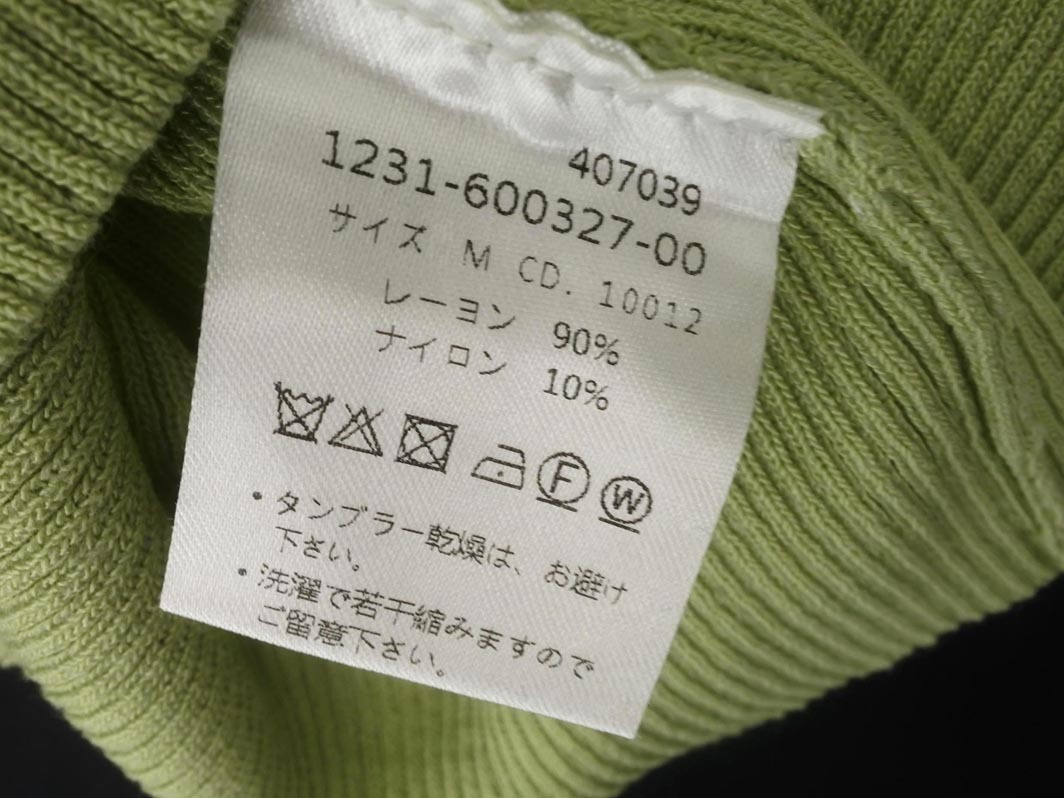 407039
1231-600327-00
サイズ M CD. 10012
レーヨン 90%
ナイロン 10%
F W
・タンブラー乾燥は、お避け
下さい。
・洗濯で若干縮みますので
ご留意下さい。